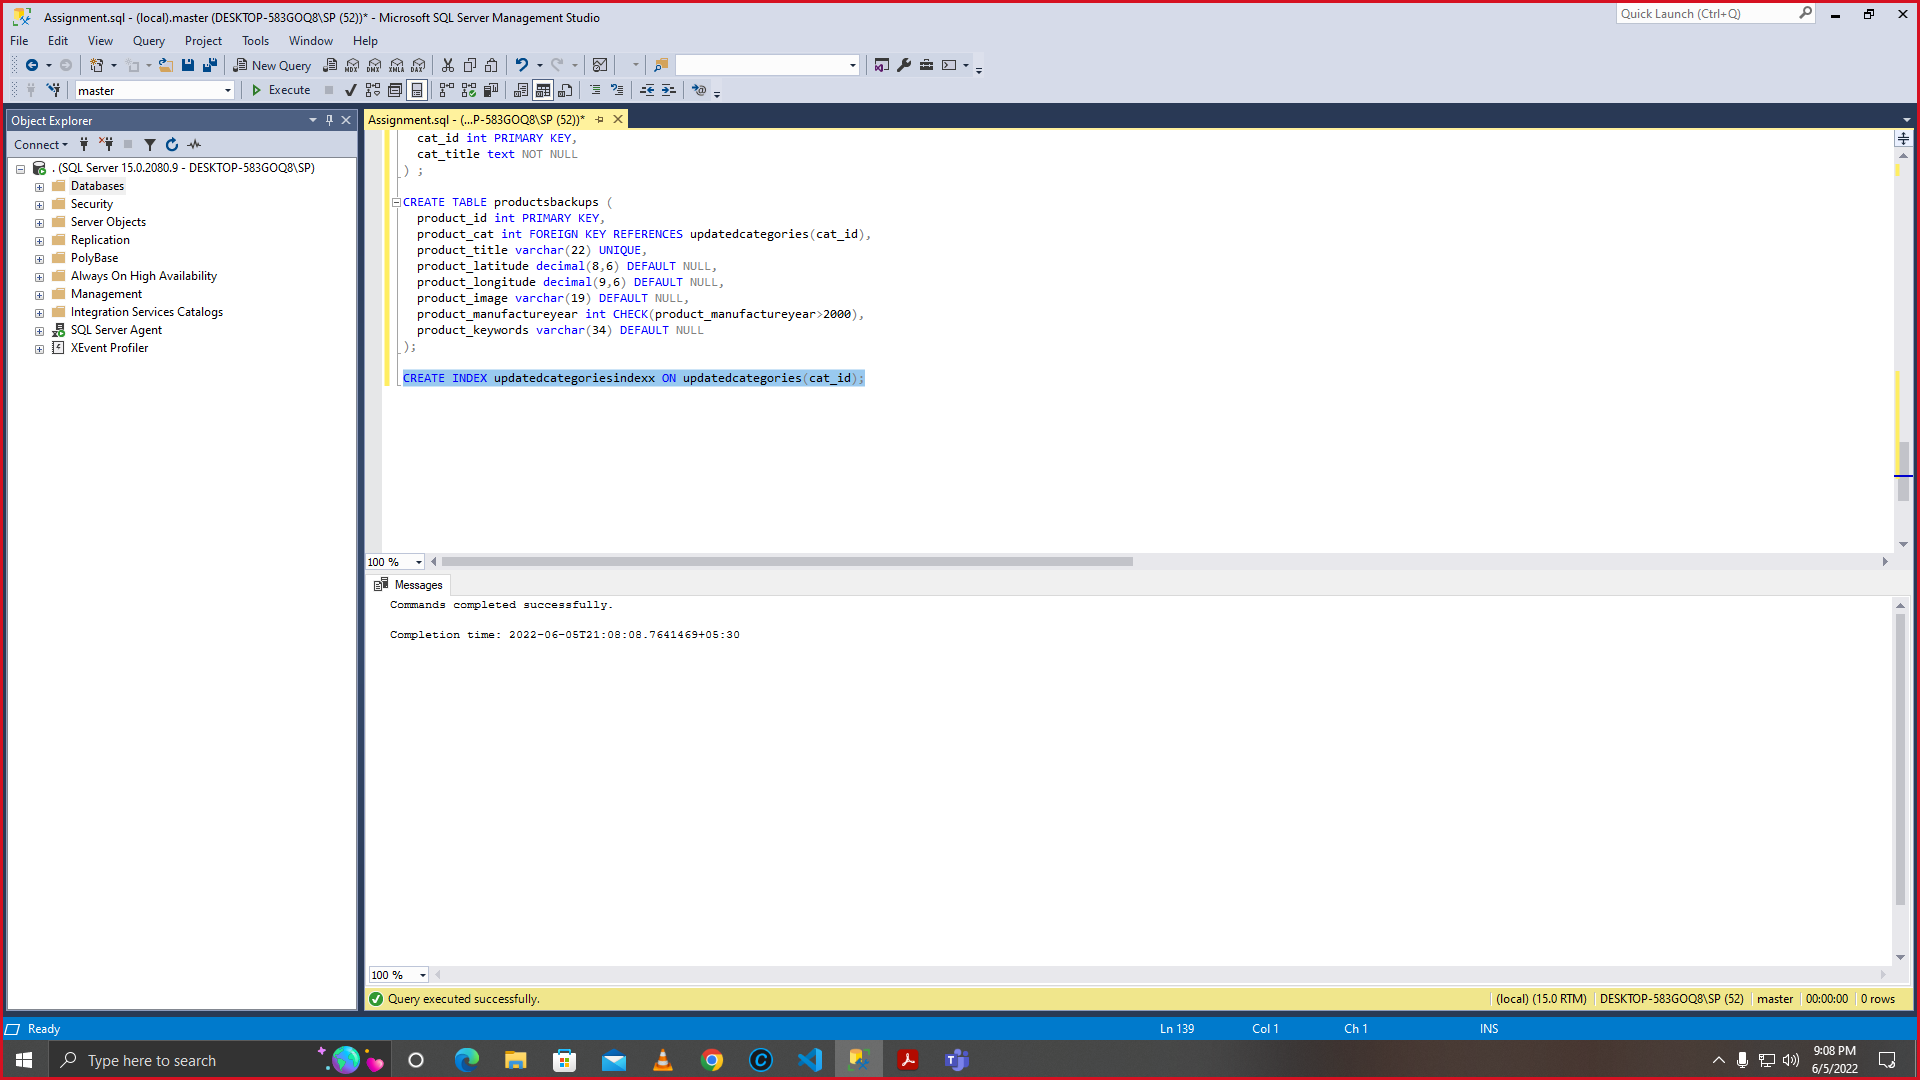 Assignment.sql - (local).master (DESKTOP-583GOQ8\SP (52))* - Microsoft SQL Server Management Studio
Quick Launch (Ctrl+Q)
File Edit View Query Project Tools Window Help
New Query
MDX DMX XMLA DAX
master
Execute
Object Explorer
Assignment.sql - (...P-583GOQ8\SP (52))*
Connect
. (SQL Server 15.0.2080.9 - DESKTOP-583GOQ8\SP)
Databases
Security
Server Objects
Replication
PolyBase
Always On High Availability
Management
Integration Services Catalogs
SQL Server Agent
XEvent Profiler
cat_id int PRIMARY KEY,
cat_title text NOT NULL
) ;
CREATE TABLE productsbackups (
product_id int PRIMARY KEY,
product_cat int FOREIGN KEY REFERENCES updatedcategories(cat_id),
product_title varchar(22) UNIQUE,
product_latitude decimal(8,6) DEFAULT NULL,
product_longitude decimal(9,6) DEFAULT NULL,
product_image varchar(19) DEFAULT NULL,
product_manufactureyear int CHECK(product_manufactureyear>2000),
product_keywords varchar(34) DEFAULT NULL
);
CREATE INDEX updatedcategoriesindexx ON updatedcategories(cat_id);
100 %
Messages
Commands completed successfully.
Completion time: 2022-06-05T21:08:08.7641469+05:30
100 %
Query executed successfully.
(local) (15.0 RTM) DESKTOP-583GOQ8\SP (52) master 00:00:00 0 rows
Ready
Ln 139 Col 1 Ch 1 INS
Type here to search
9:08 PM
6/5/2022